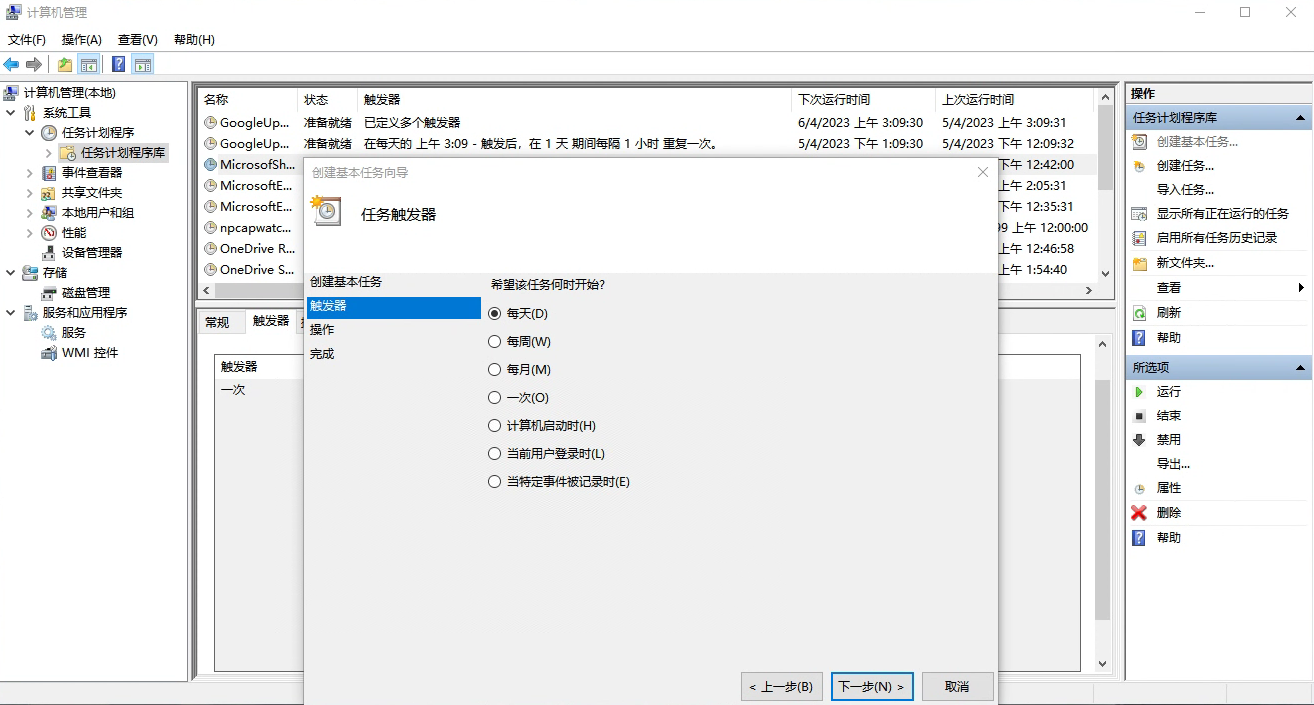 计算机管理
文件(F) 操作(A) 查看(V) 帮助(H)
计算机管理(本地)
系统工具
任务计划程序
任务计划程序库
事件查看器
共享文件夹
本地用户和组
性能
设备管理器
存储
磁盘管理
服务和应用程序
服务
WMI 控件
名称 状态 触发器 下次运行时间 上次运行时间
GoogleUp... 准备就绪 已定义多个触发器 6/4/2023 上午 3:09:30 5/4/2023 上午 3:09:31
GoogleUp... 准备就绪 在每天的 上午 3:09 - 触发后，在 1 天 期间每隔 1 小时 重复一次。 5/4/2023 下午 1:09:30 5/4/2023 下午 12:09:32
MicrosofSh... 下午 12:42:00
MicrosoftE... 上午 2:05:31
MicrosoftE... 下午 12:35:31
npcapwatc... 99 上午 12:00:00
OneDrive R... 上午 12:46:58
OneDrive S... 上午 1:54:40
常规 触发器
触发器
一次
创建基本任务向导
任务触发器
创建基本任务
触发器
操作
完成
希望该任务何时开始?
每天(D)
每周(W)
每月(M)
一次(O)
计算机启动时(H)
当前用户登录时(L)
当特定事件被记录时(E)
< 上一步(B) 下一步(N) > 取消
操作
任务计划程序库
创建基本任务...
创建任务...
导入任务...
显示所有正在运行的任务
启用所有任务历史记录
新文件夹...
查看
刷新
帮助
所选项
运行
结束
禁用
导出...
属性
删除
帮助